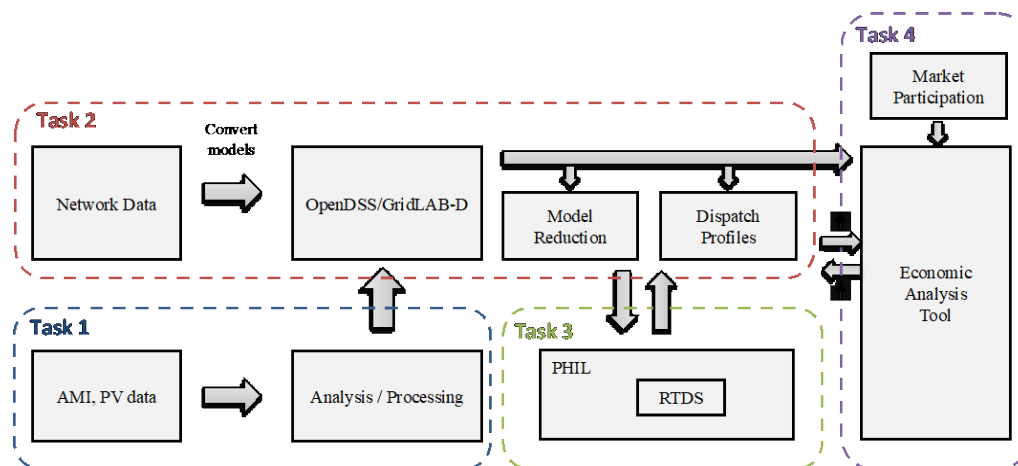 Task 4
Market
Participation
Task 2
Convert
models
Network Data
OpenDSS/GridLAB-D
Model
Reduction
Dispatch
Profiles
Economic
Analysis
Tool
Task 1
AMI, PV data
Analysis / Processing
Task 3
PHIL
RTDS